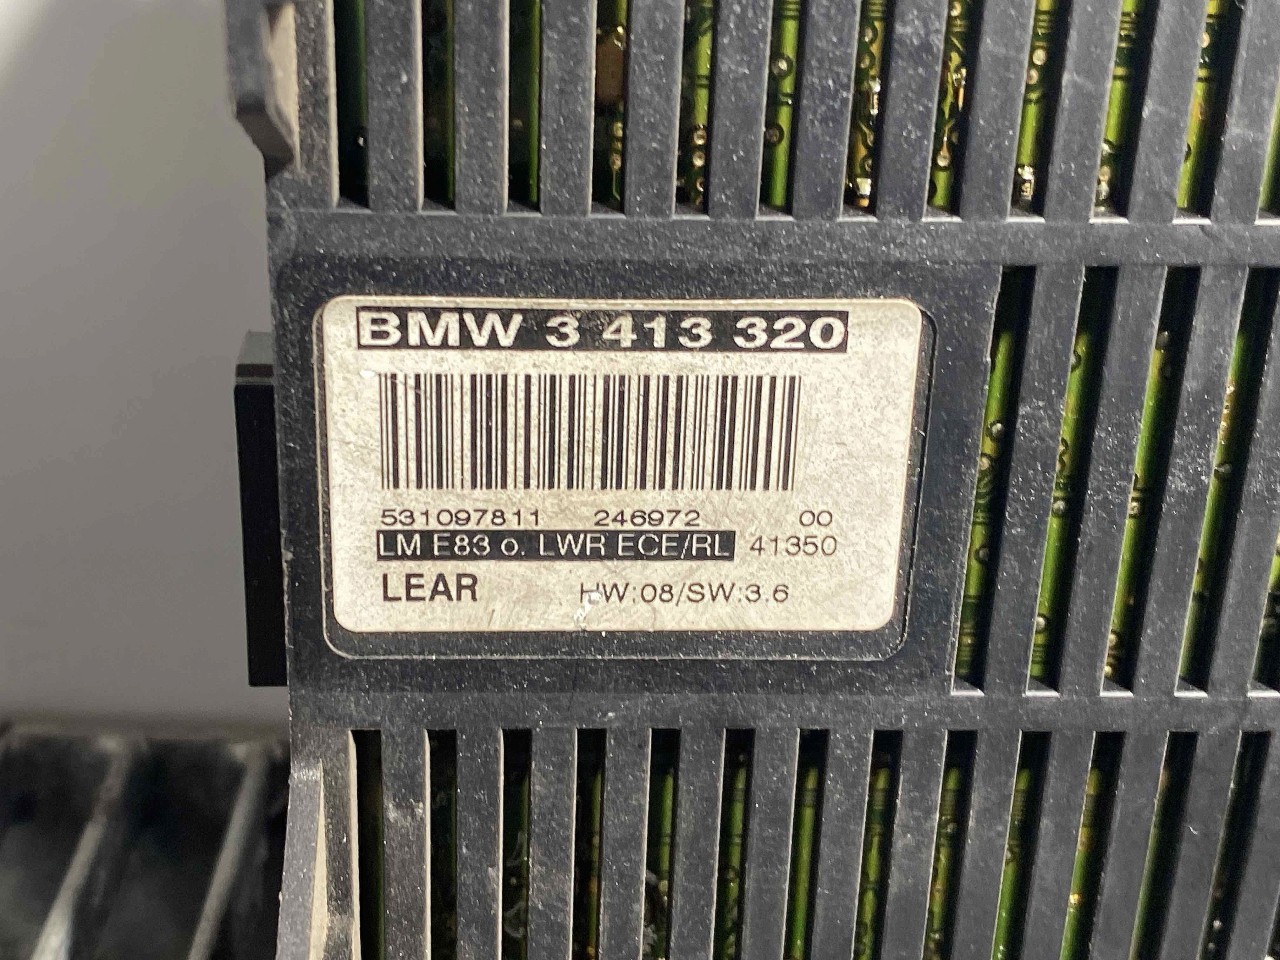 BMW 3 413 320
531097811 246972 00
LM E83 o. LWR ECE/RL 41350
LEAR HW:08/SW:3.6